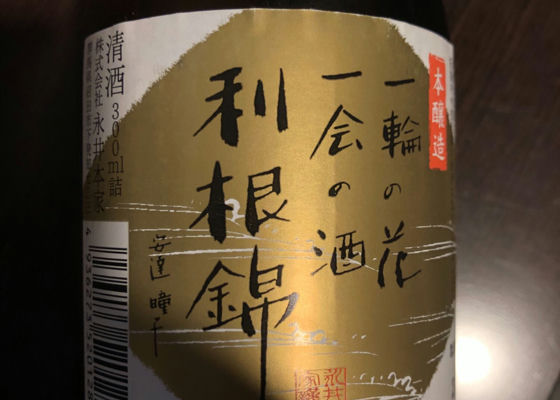 本醸造
一輪の花
一会の酒
利根錦
安達曈子
清酒 300ml詰
株式会社 永井本家